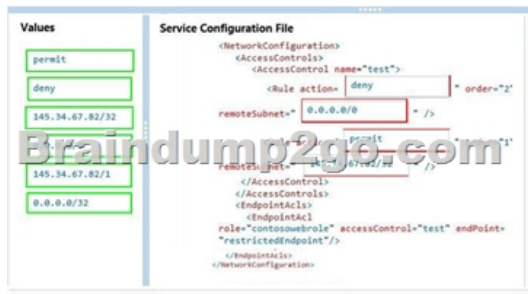 Values
Service Configuration File
permit
deny
145.34.67.82/32
145.34.67.82/1
0.0.0.0/32
<NetworkConfiguration>
<AccessControls>
<AccessControl name="test">
<Rule action= deny " order="2"
remoteSubnet=" 0.0.0.0/0 " />
permit
" />
</AccessControl>
</AccessControls>
<EndpointAcls>
<EndpointAcl
role="contosowebrole" accessControl="test" endPoint=
"restrictedEndpoint"/>
</EndpointAcls>
</NetworkConfiguration>
Braindump2go.com